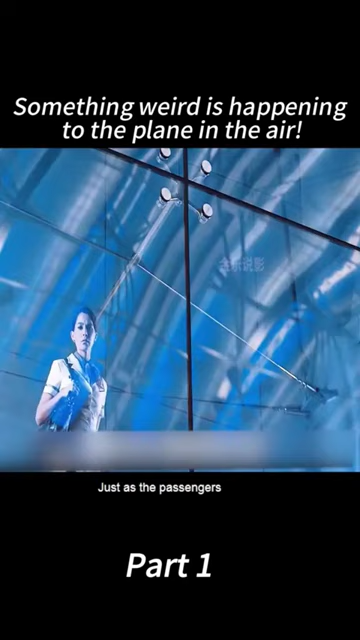 Something weird is happening
to the plane in the air!
Just as the passengers
Part 1